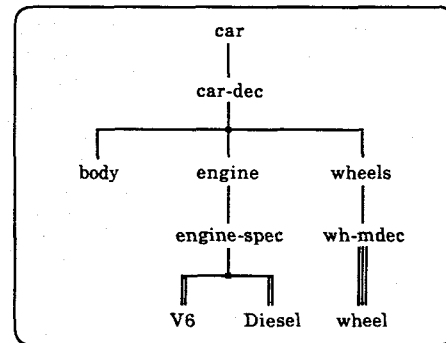 car
car-dec
body engine wheels
engine-spec wh-mdec
V6 Diesel wheel